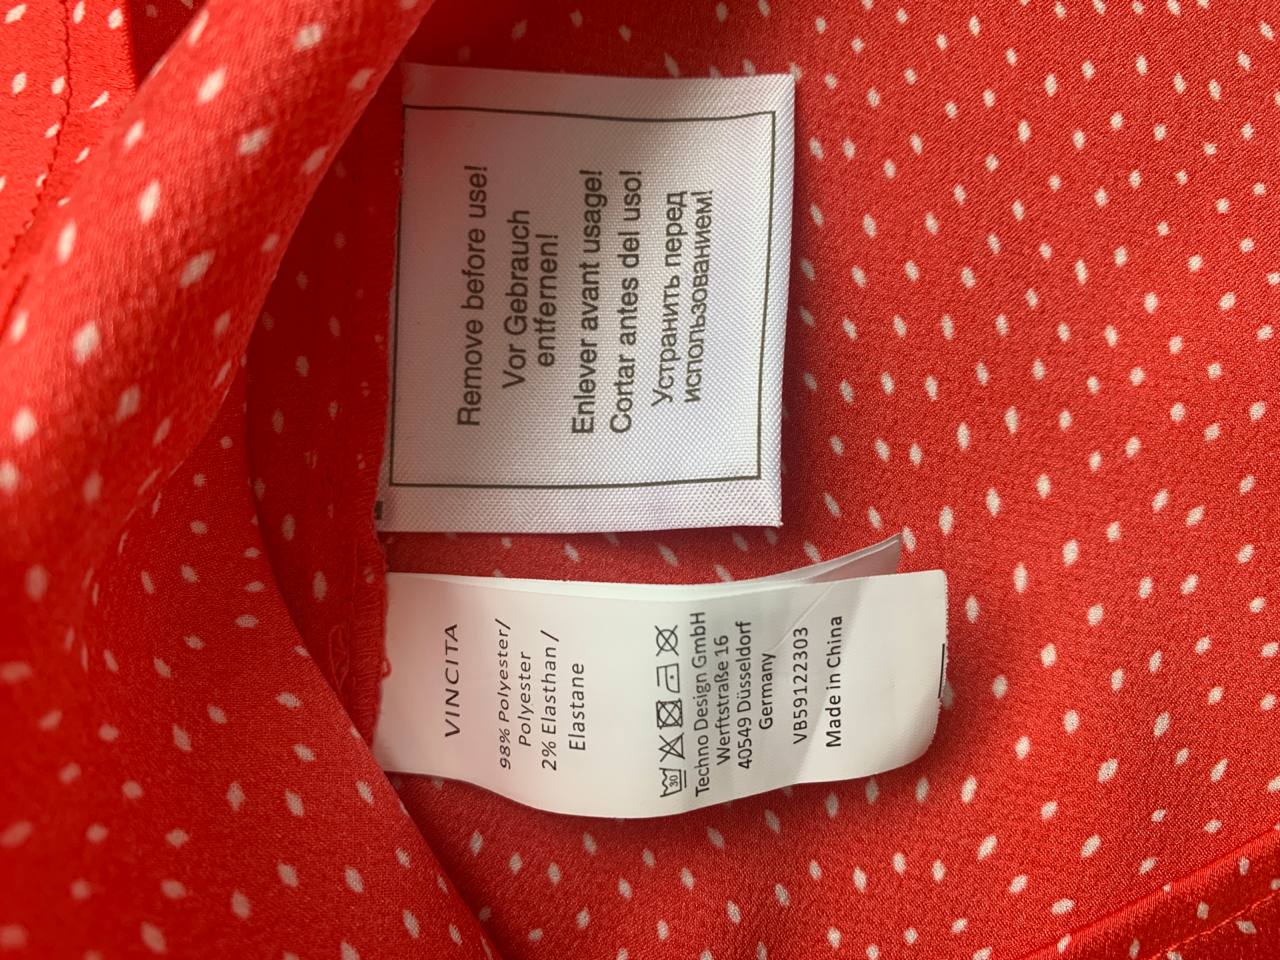 Remove before use!
Vor Gebrauch
entfernen!
Enlever avant usage!
Cortar antes del uso!
Устранить перед
использованием!
VINCITA
98% Polyester/
Polyester
2% Elasthan/
Elastane
30
Techno Design GmbH
Werftstraße 16
40549 Düsseldorf
Germany
VB59122303
Made in China